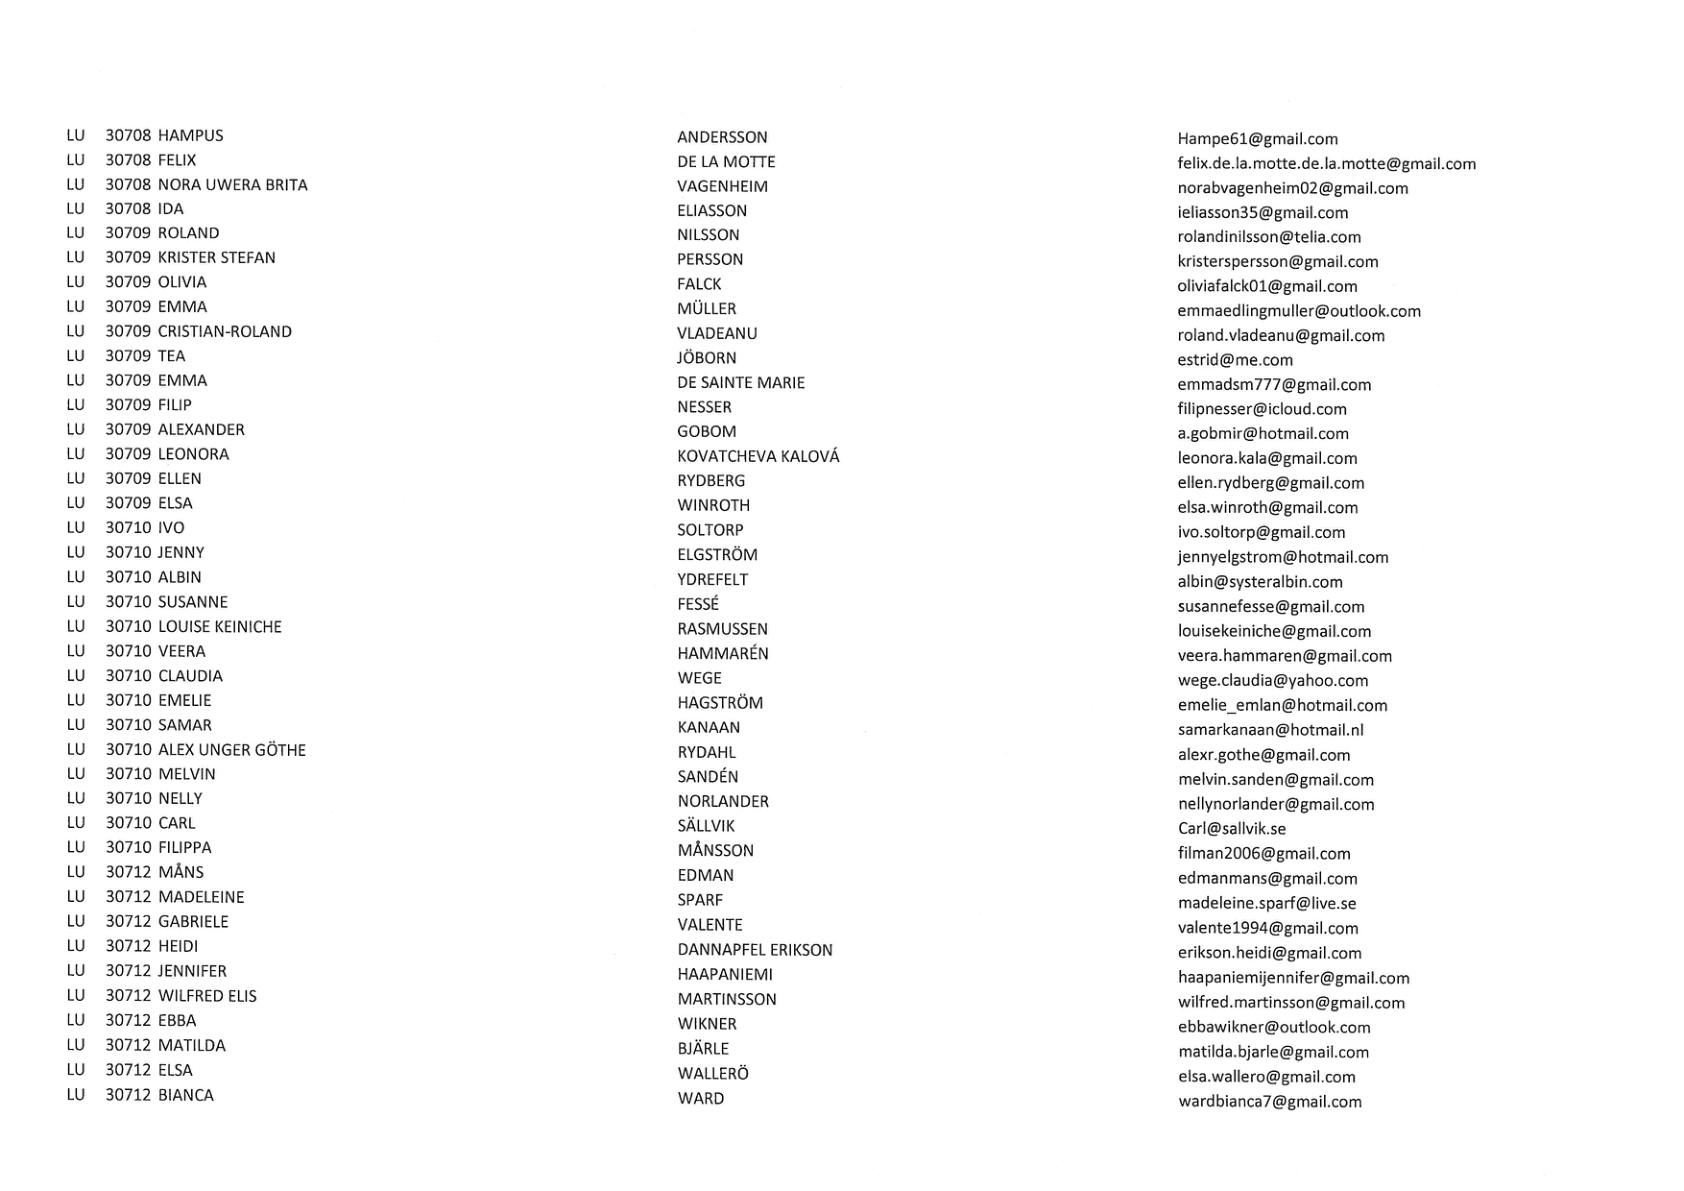 LU 30708 HAMPUS ANDERSSON Hampe61@gmail.com
LU 30708 FELIX DE LA MOTTE felix.de.la.motte.de.la.motte@gmail.com
LU 30708 NORA UWERA BRITA VAGENHEIM norabvagenheim02@gmail.com
LU 30708 IDA ELIASSON ieliasson35@gmail.com
LU 30709 ROLAND NILSSON rolandinilsson@telia.com
LU 30709 KRISTER STEFAN PERSSON kristerspersson@gmail.com
LU 30709 OLIVIA FALCK oliviafalck01@gmail.com
LU 30709 EMMA MÜLLER emmaedlingmuller@outlook.com
LU 30709 CRISTIAN-ROLAND VLADEANU roland.vladeanu@gmail.com
LU 30709 TEA JÖBORN estrid@me.com
LU 30709 EMMA DE SAINTE MARIE emmadsm777@gmail.com
LU 30709 FILIP NESSER filipnesser@icloud.com
LU 30709 ALEXANDER GOBOM a.gobmir@hotmail.com
LU 30709 LEONORA KOVATCHEVA KALOVÁ leonora.kala@gmail.com
LU 30709 ELLEN RYDBERG ellen.rydberg@gmail.com
LU 30709 ELSA WINROTH elsa.winroth@gmail.com
LU 30710 IVO SOLTORP ivo.soltorp@gmail.com
LU 30710 JENNY ELGSTRÖM jennyelgstrom@hotmail.com
LU 30710 ALBIN YDREFELT albin@systeralbin.com
LU 30710 SUSANNE FESSÉ susannefesse@gmail.com
LU 30710 LOUISE KEINICHE RASMUSSEN louisekeiniche@gmail.com
LU 30710 VEERA HAMMARÉN veera.hammaren@gmail.com
LU 30710 CLAUDIA WEGE wege.claudia@yahoo.com
LU 30710 EMELIE HAGSTRÖM emelie_emlan@hotmail.com
LU 30710 SAMAR KANAAN samarkanaan@hotmail.nl
LU 30710 ALEX UNGER GÖTHE RYDAHL alexr.gothe@gmail.com
LU 30710 MELVIN SANDÉN melvin.sanden@gmail.com
LU 30710 NELLY NORLANDER nellynorlander@gmail.com
LU 30710 CARL SÄLLVIK Carl@sallvik.se
LU 30710 FILIPPA MÅNSSON filman2006@gmail.com
LU 30712 MÅNS EDMAN edmanmans@gmail.com
LU 30712 MADELEINE SPARF madeleine.sparf@live.se
LU 30712 GABRIELE VALENTE valente1994@gmail.com
LU 30712 HEIDI DANNAPFEL ERIKSON erikson.heidi@gmail.com
LU 30712 JENNIFER HAAPANIEMI haapaniemijennifer@gmail.com
LU 30712 WILFRED ELIS MARTINSSON wilfred.martinsson@gmail.com
LU 30712 EBBA WIKNER ebbawikner@outlook.com
LU 30712 MATILDA BJÄRLE matilda.bjarle@gmail.com
LU 30712 ELSA WALLERÖ elsa.wallero@gmail.com
LU 30712 BIANCA WARD wardbianca7@gmail.com